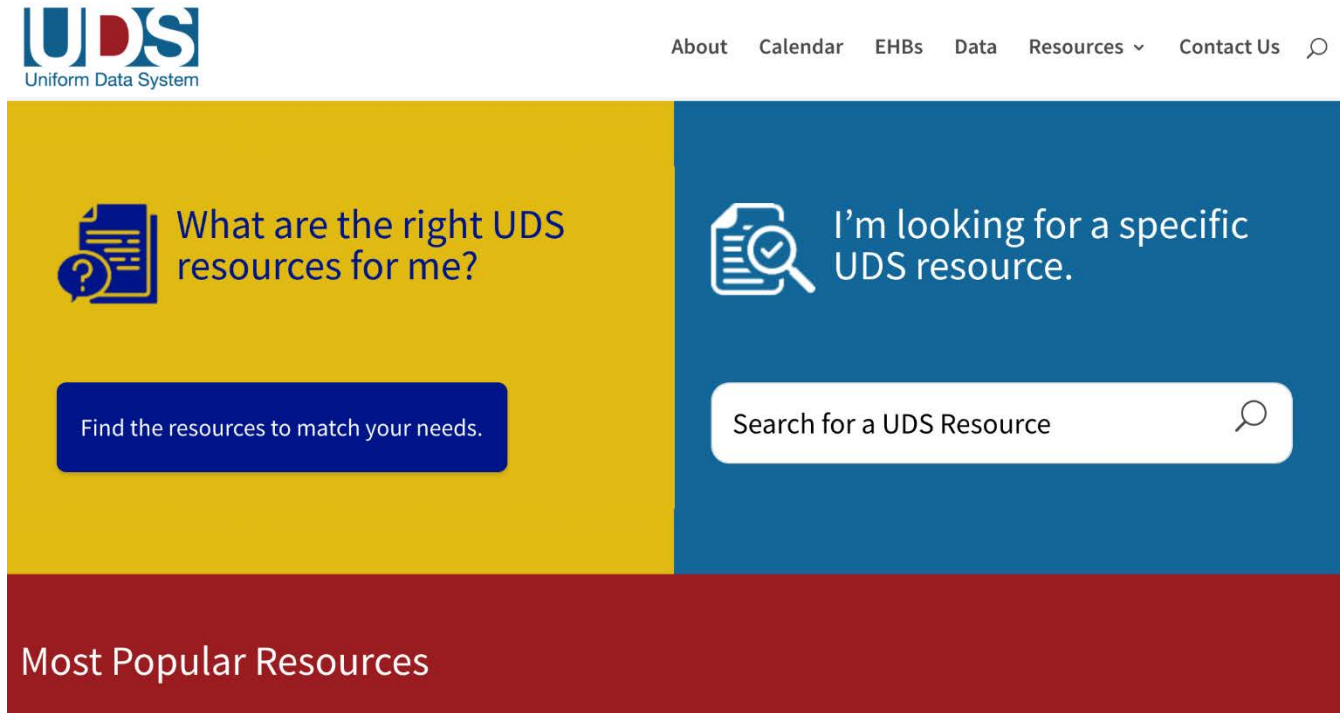 UDS
Uniform Data System
About Calendar EHBs Data Resources Contact Us
What are the right UDS
resources for me?
Find the resources to match your needs.
I'm looking for a specific
UDS resource.
Search for a UDS Resource
Most Popular Resources